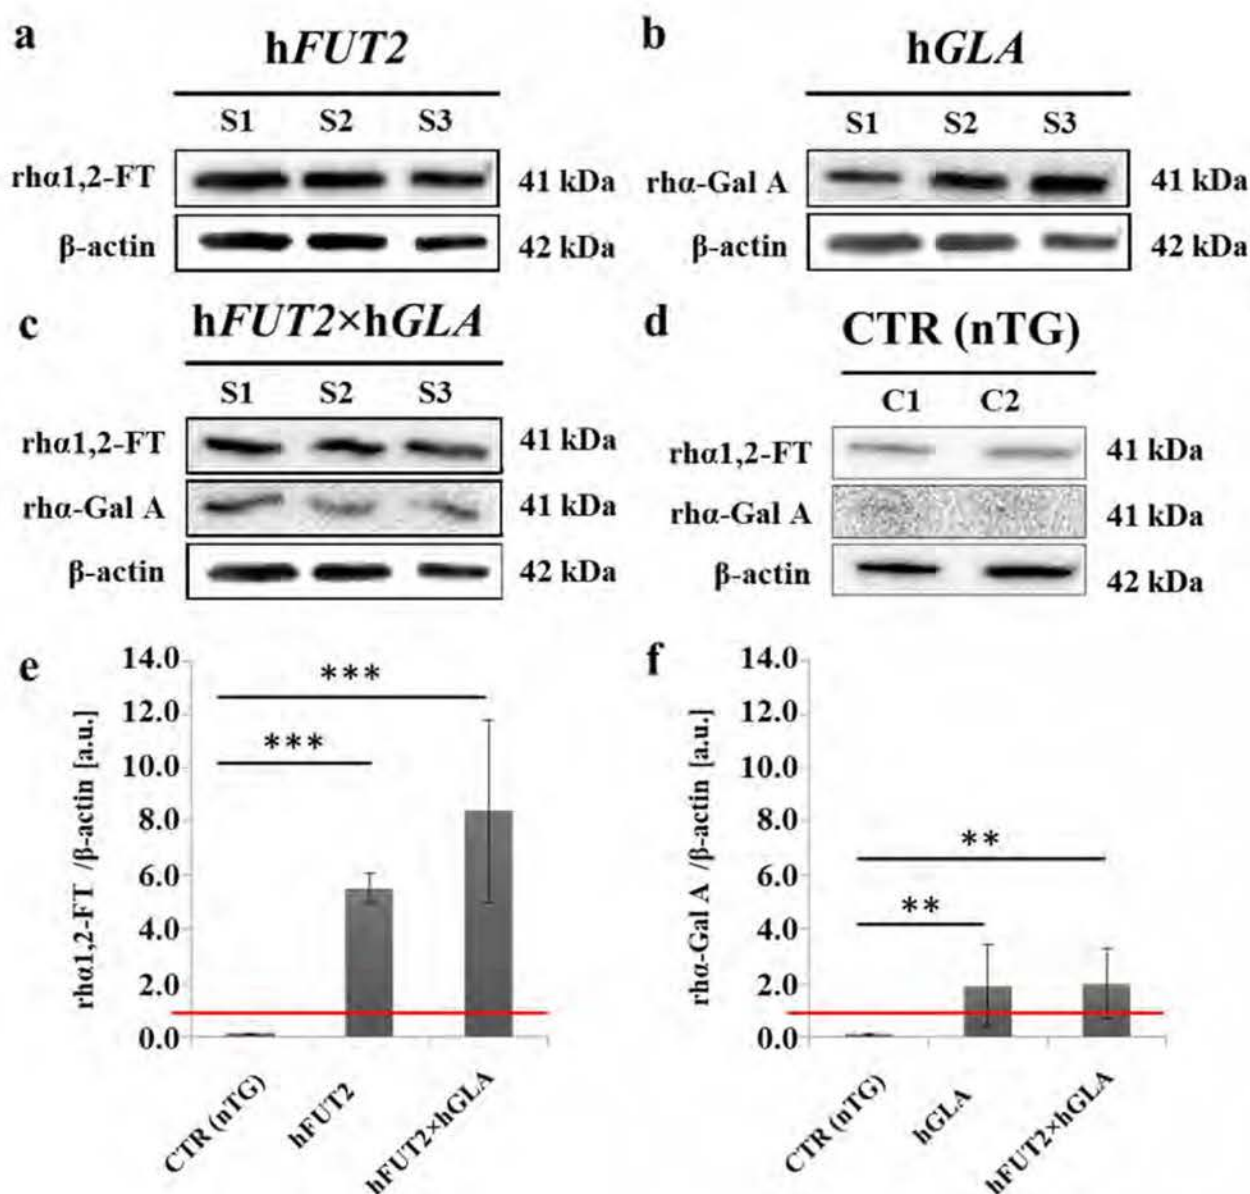 a
hFUT2
S1 S2 S3
rhα1,2-FT 41 kDa
β-actin 42 kDa
b
hGLA
S1 S2 S3
rhα-Gal A 41 kDa
β-actin 42 kDa
c
hFUT2×hGLA
S1 S2 S3
rhα1,2-FT 41 kDa
rhα-Gal A 41 kDa
β-actin 42 kDa
d
CTR (nTG)
C1 C2
rhα1,2-FT 41 kDa
rhα-Gal A 41 kDa
β-actin 42 kDa
e
rhα1,2-FT /β-actin [a.u.]
14.0
12.0
10.0
8.0
6.0
4.0
2.0
0.0
***
***
CTR (nTG)
hFUT2
hFUT2×hGLA
f
rhα-Gal A /β-actin [a.u.]
14.0
12.0
10.0
8.0
6.0
4.0
2.0
0.0
**
**
CTR (nTG)
hGLA
hFUT2×hGLA